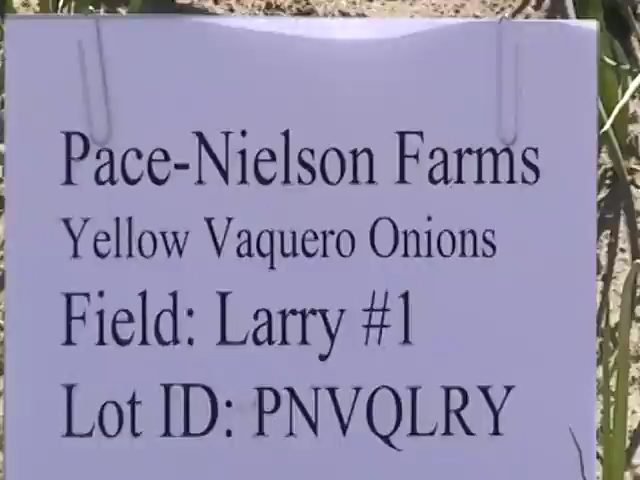 Pace-Nielson Farms
Yellow Vaquero Onions
Field: Larry #1
Lot ID: PNVQLRY